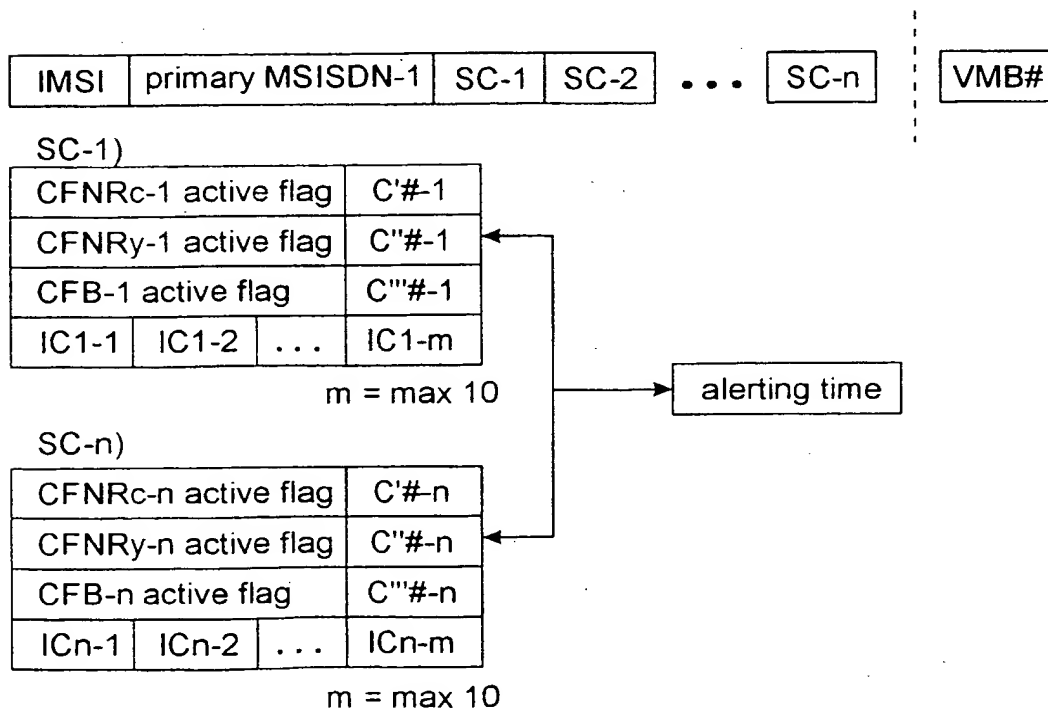 IMSI primary MSISDN-1 SC-1 SC-2 ... SC-n VMB#
SC-1)
CFNRc-1 active flag C'#-1
CFNRy-1 active flag C"#-1
CFB-1 active flag C"'#-1
IC1-1 IC1-2 ... IC1-m
m = max 10
alerting time
SC-n)
CFNRc-n active flag C'#-n
CFNRy-n active flag C"#-n
CFB-n active flag C"'#-n
ICn-1 ICn-2 ... ICn-m
m = max 10